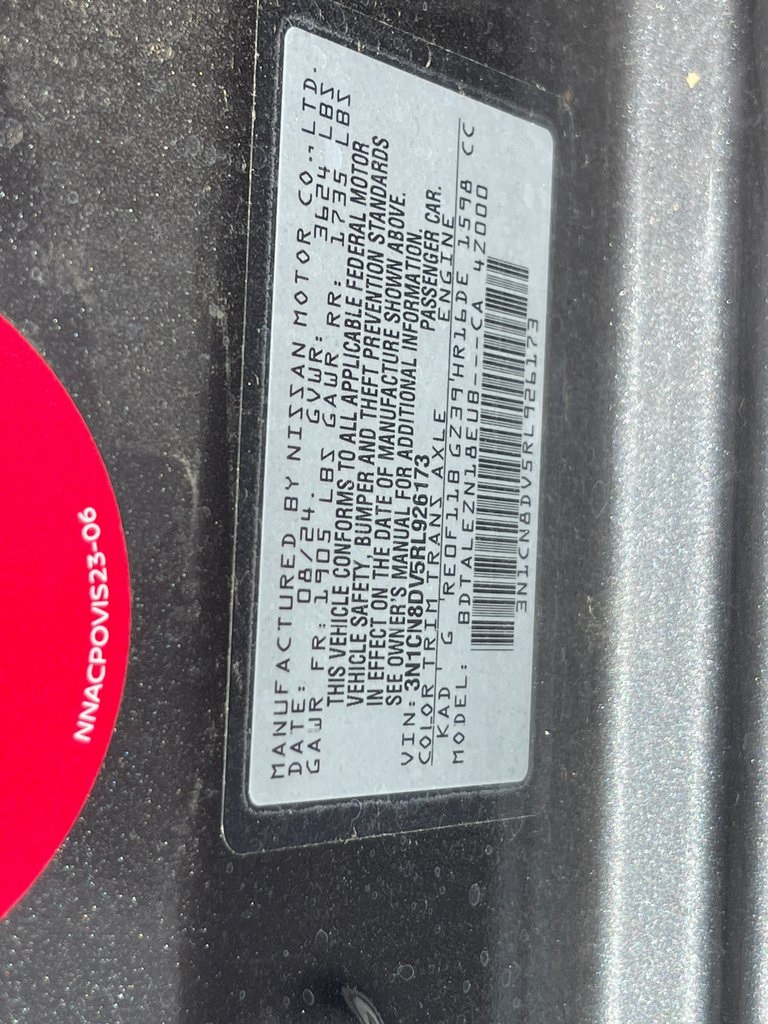 MANUFACTURED BY NISSAN MOTOR CO., LTD.
DATE: 08/24 GVWR: 3624 LBS
GAWR FR: 1905 LBS GAWR RR: 1735 LBS
THIS VEHICLE CONFORMS TO ALL APPLICABLE FEDERAL MOTOR
VEHICLE SAFETY, BUMPER AND THEFT PREVENTION STANDARDS
IN EFFECT ON THE DATE OF MANUFACTURE SHOWN ABOVE.
SEE OWNER'S MANUAL FOR ADDITIONAL INFORMATION.
VIN: 3N1CN8DV5RL926173 PASSENGER CAR.
COLOR TRIM TRANS AXLE ENGINE
KAD G RE0F11B GZ39 HR16DE 1598 CC
MODEL: BDTALEZN18EUB----CA 42000
3N1CN8DV5RL926173
NNACPOVIS23-06